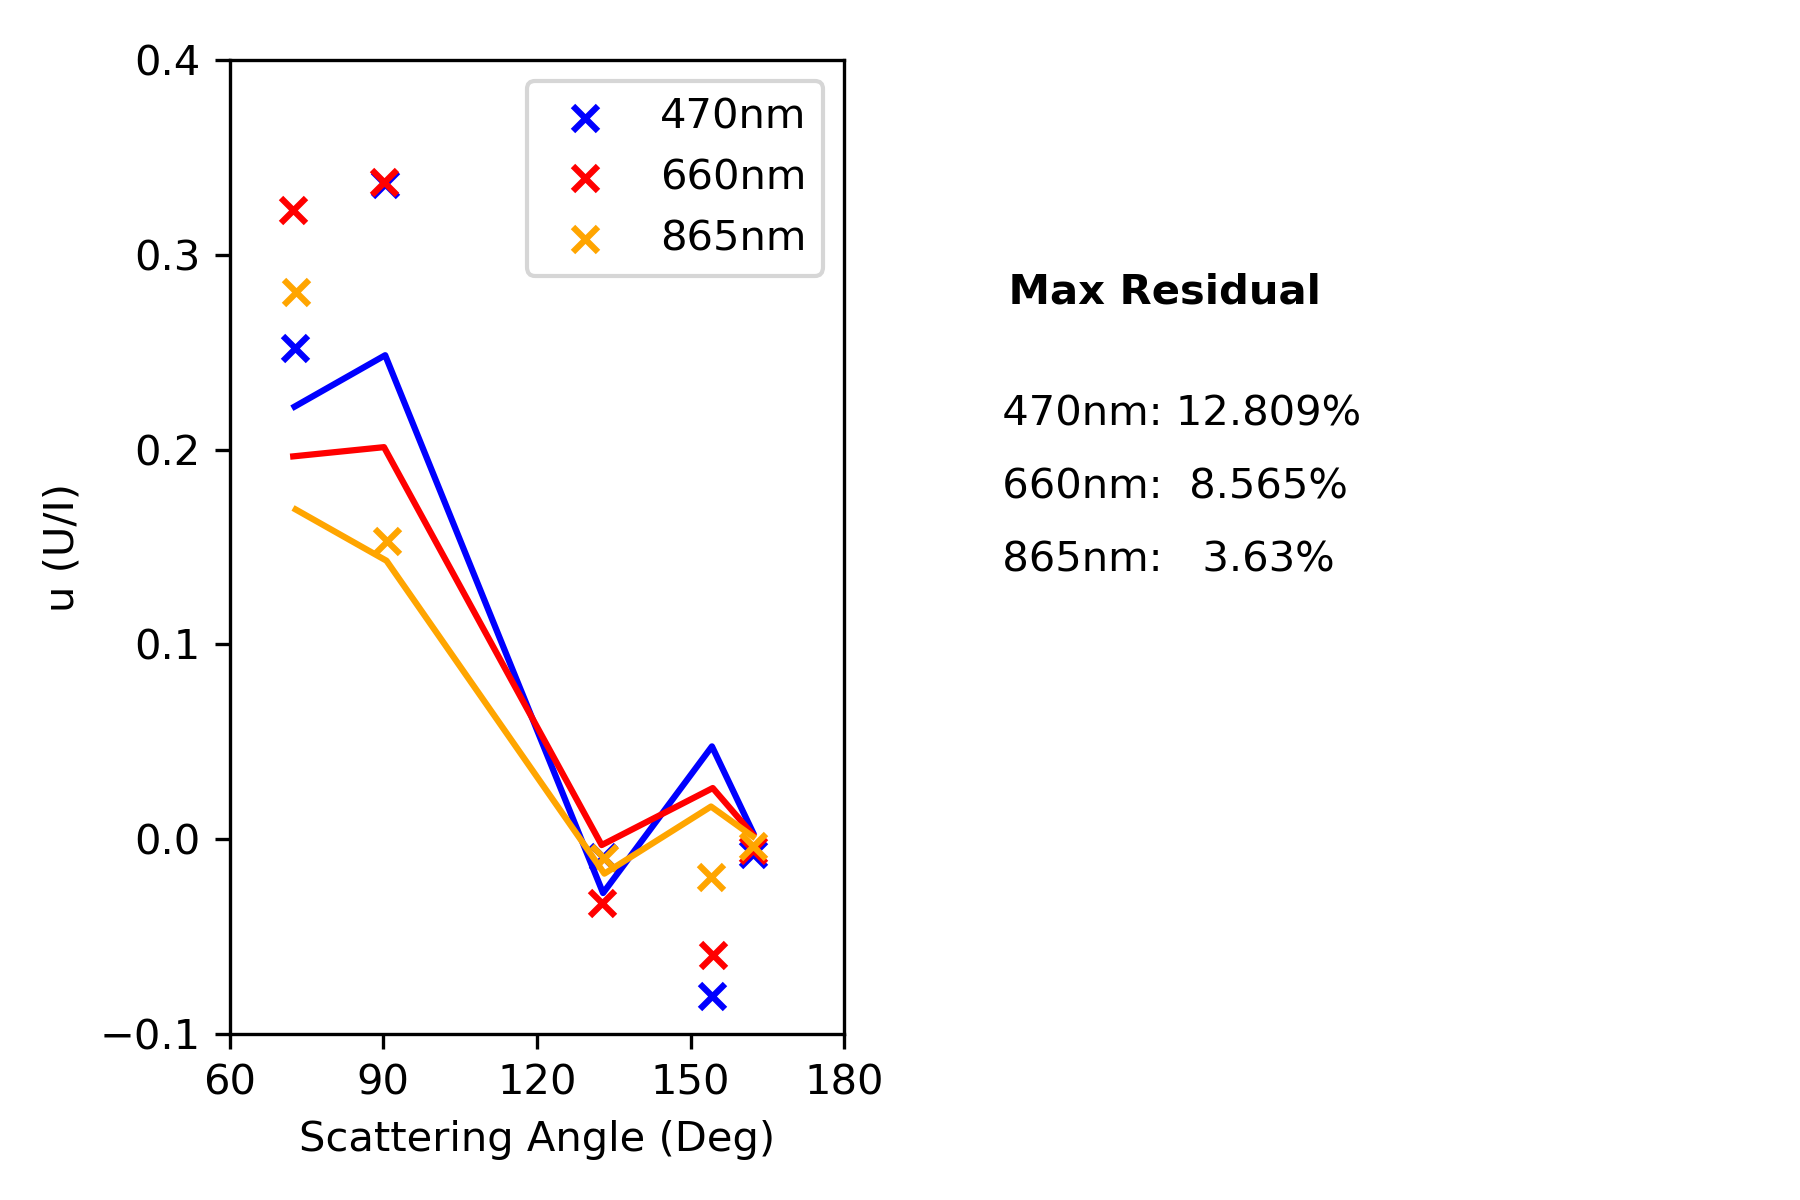 0.4
0.3
0.2
0.1
0.0
−0.1
60 90 120 150 180
Scattering Angle (Deg)
u (U/I)
470nm
660nm
865nm
Max Residual
470nm: 12.809%
660nm: 8.565%
865nm: 3.63%